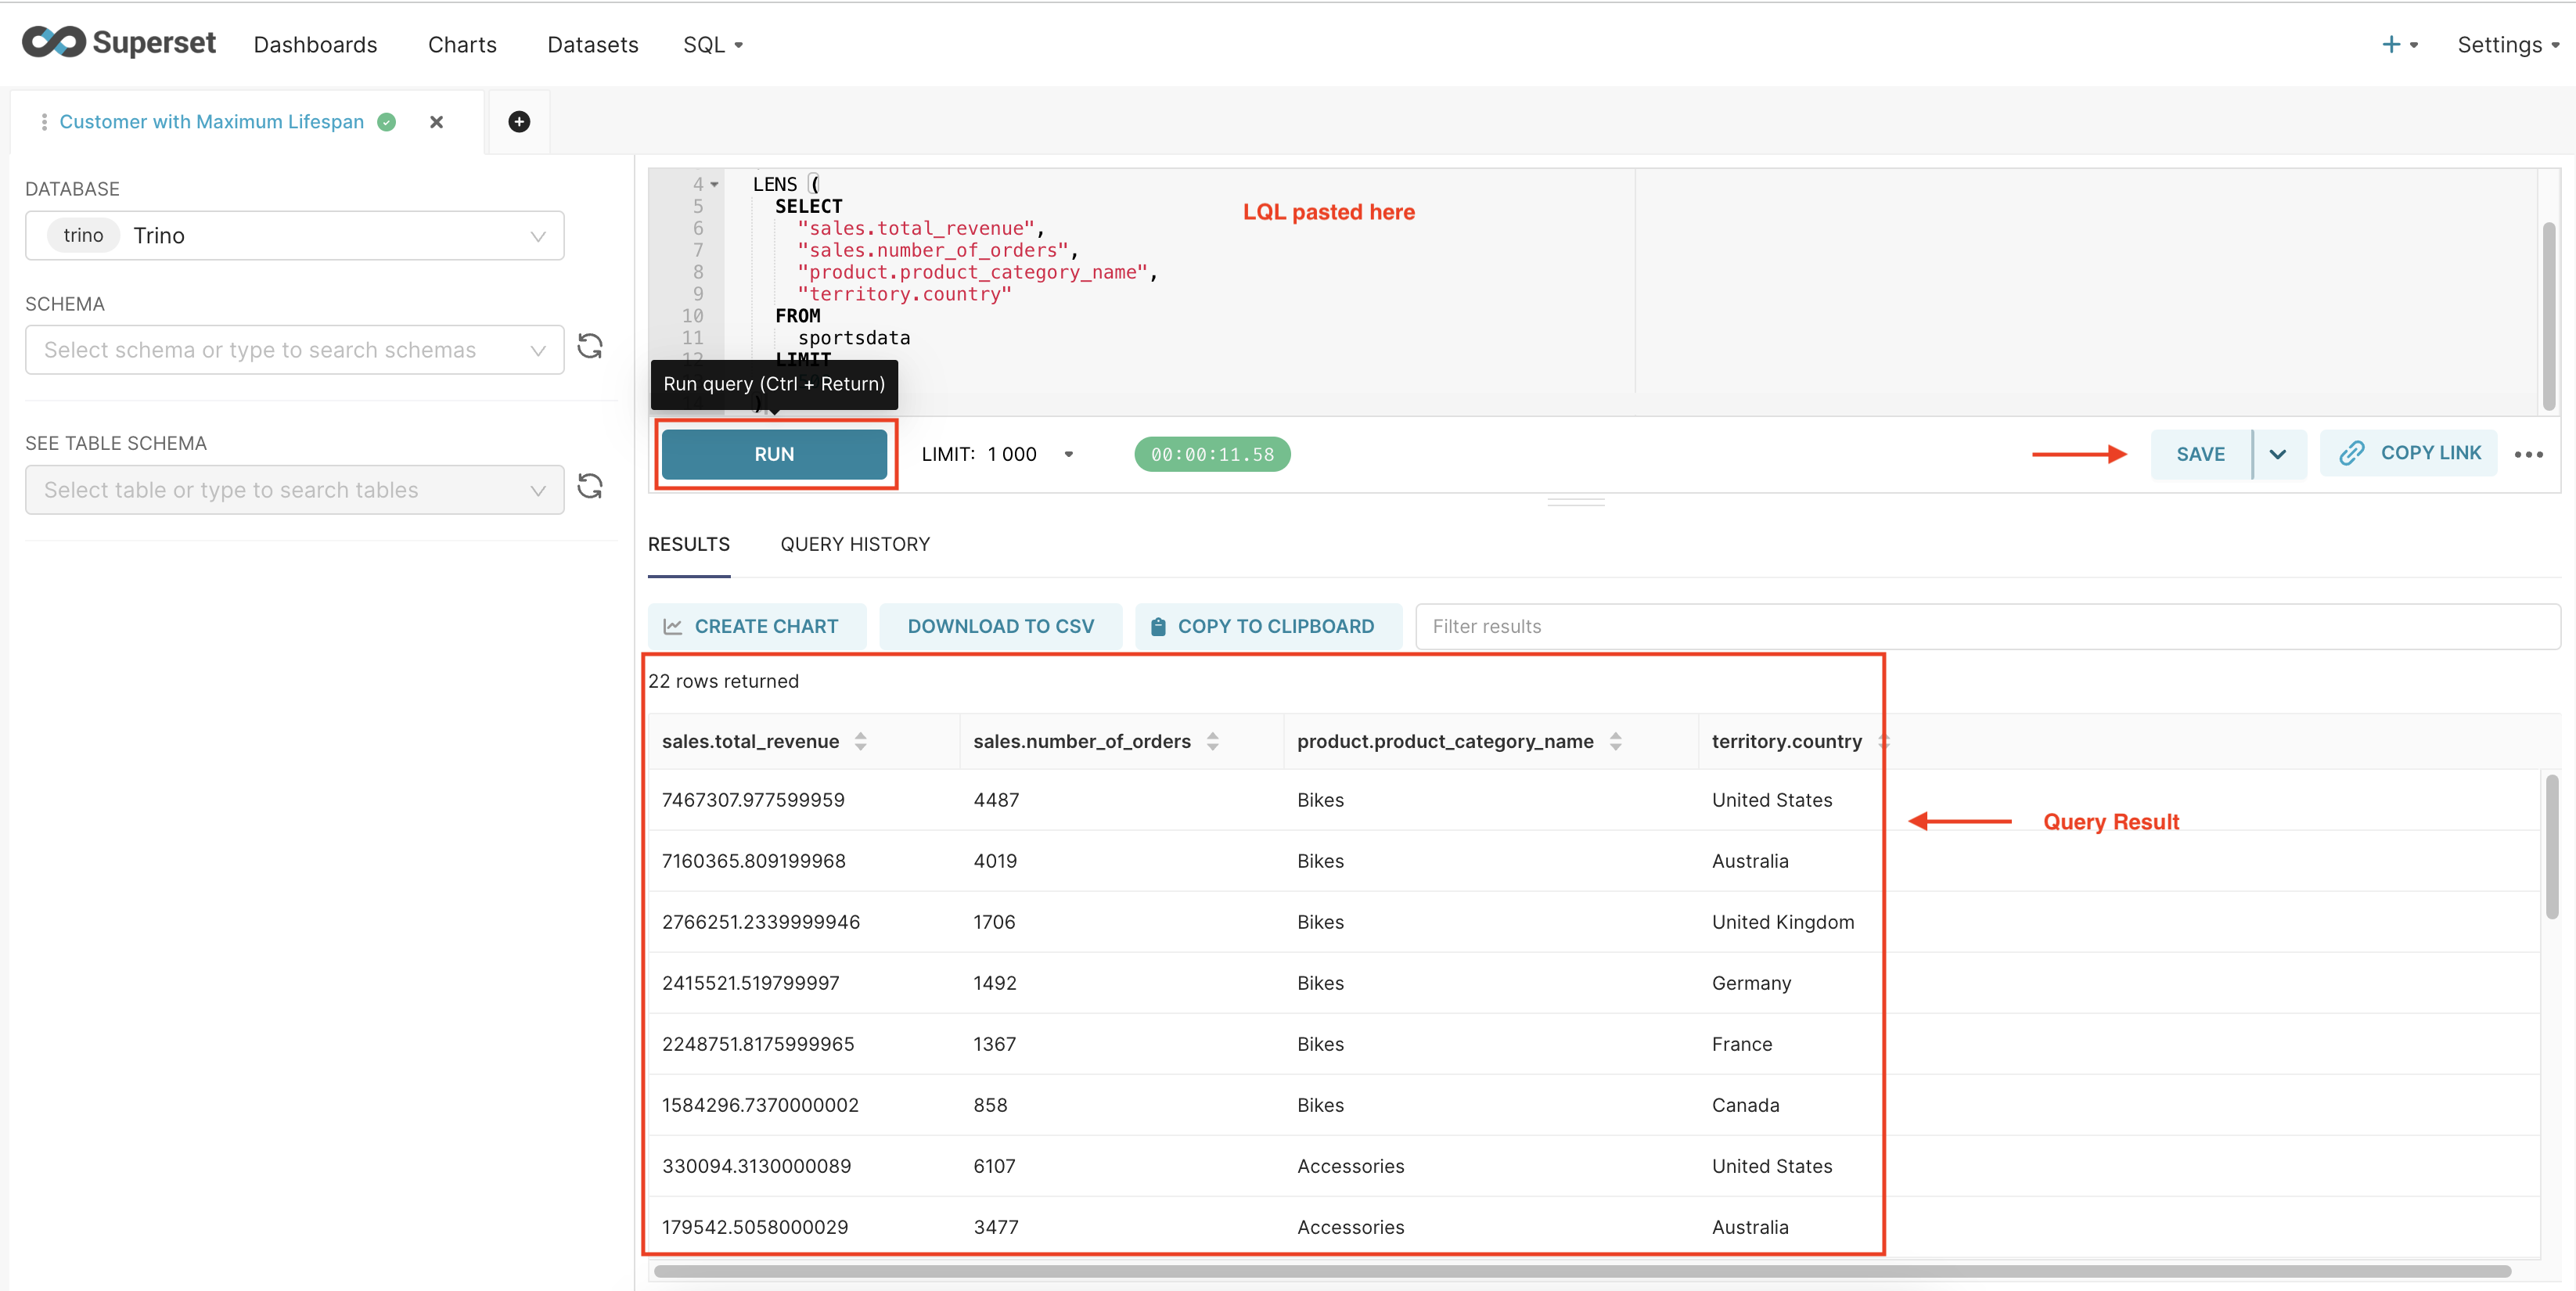 Superset Dashboards Charts Datasets SQL + Settings
Customer with Maximum Lifespan
DATABASE
trino Trino
SCHEMA
Select schema or type to search schemas
SEE TABLE SCHEMA
Select table or type to search tables
4 LENS (
5 SELECT
6 "sales.total_revenue",
7 "sales.number_of_orders",
8 "product.product_category_name",
9 "territory.country"
10 FROM
11 sportsdata
12 LIMIT
)
LQL pasted here
Run query (Ctrl + Return)
RUN LIMIT: 1 000 00:00:11.58 SAVE COPY LINK
RESULTS QUERY HISTORY
CREATE CHART DOWNLOAD TO CSV COPY TO CLIPBOARD Filter results
22 rows returned
sales.total_revenue sales.number_of_orders product.product_category_name territory.country
7467307.977599959 4487 Bikes United States
Query Result
7160365.809199968 4019 Bikes Australia
2766251.2339999946 1706 Bikes United Kingdom
2415521.519799997 1492 Bikes Germany
2248751.8175999965 1367 Bikes France
1584296.7370000002 858 Bikes Canada
330094.3130000089 6107 Accessories United States
179542.5058000029 3477 Accessories Australia